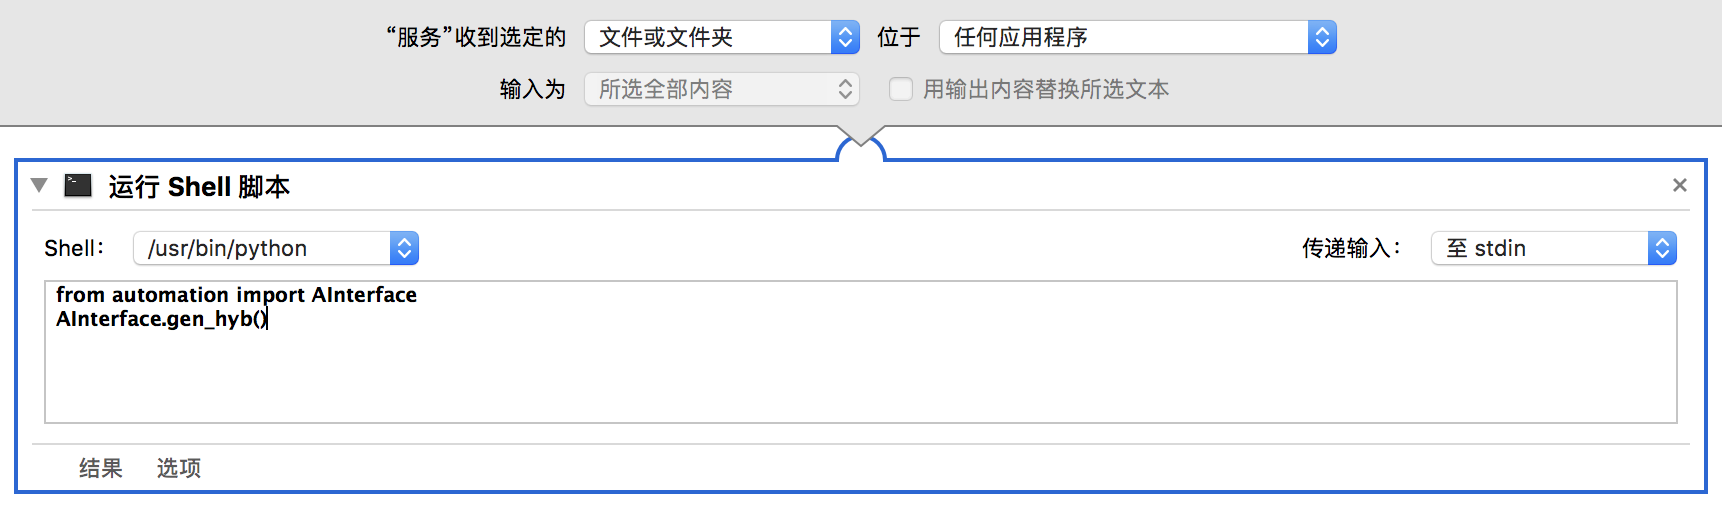 “服务”收到选定的 文件或文件夹 位于 任何应用程序
输入为 所选全部内容 用输出内容替换所选文本
运行 Shell 脚本
Shell： /usr/bin/python 传递输入： 至 stdin
from automation import AInterface
AInterface.gen_hyb()
结果 选项